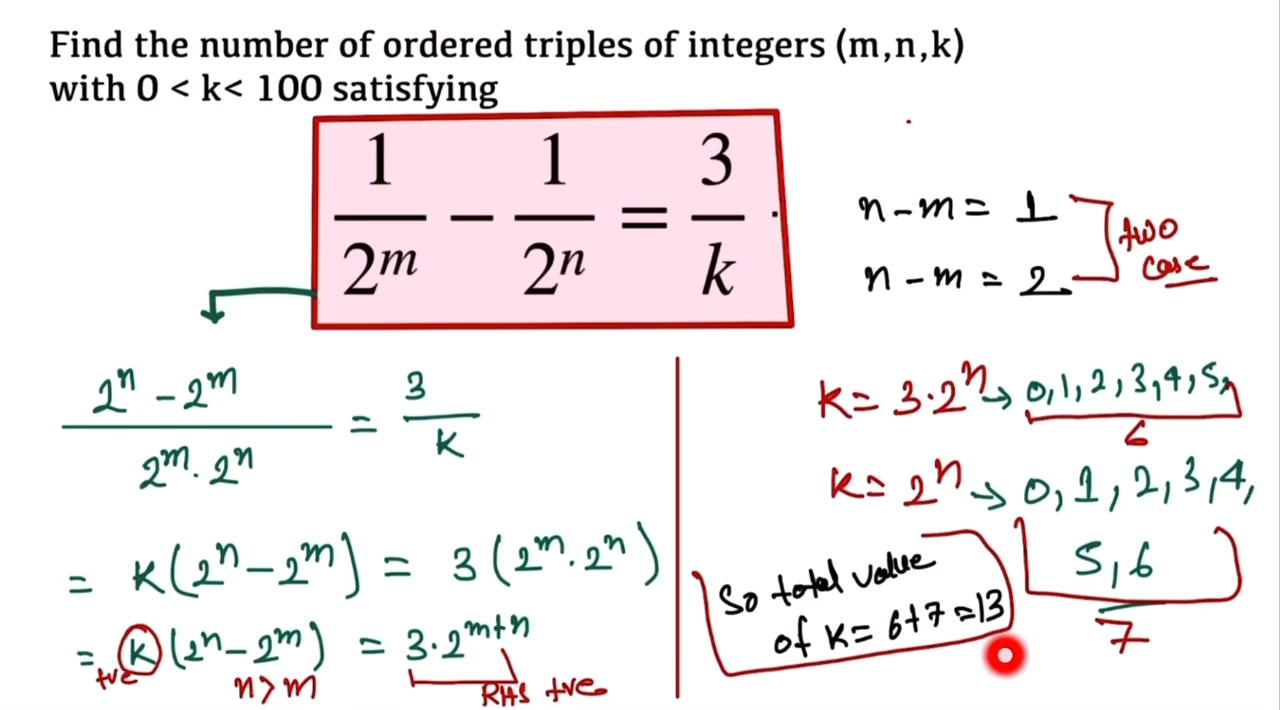 Find the number of ordered triples of integers (m,n,k)
with 0 < k< 100 satisfying
1/2^m − 1/2^n = 3/k.
n-m= 1
n-m = 2
two
case
(2^n - 2^m)/(2^m . 2^n) = 3/k
= k(2^n-2^m) = 3(2^m.2^n)
= k(2^n-2^m) = 3.2^(m+n)
+ve
n>m
RHS +ve
k= 3.2^n → 0,1,2,3,4,5,
6
k= 2^n → 0,1,2,3,4,
5,6
7
So total value
of k= 6+7=13